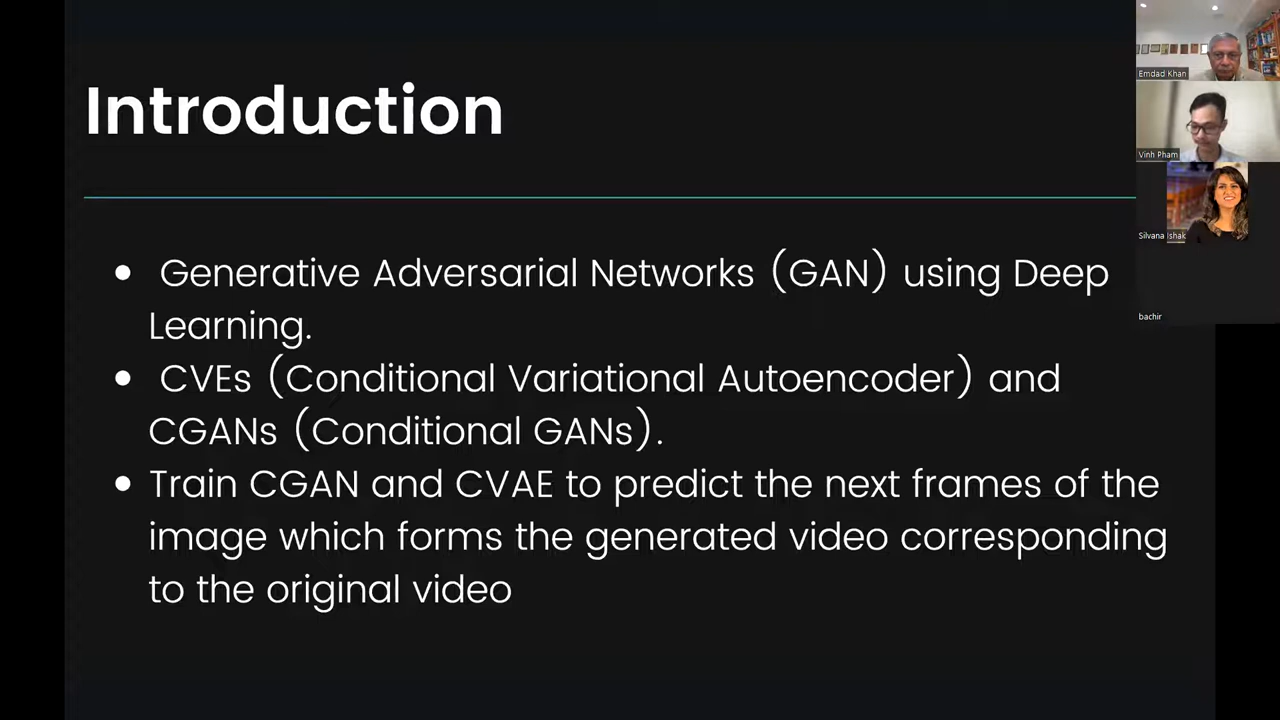 Introduction
Generative Adversarial Networks (GAN) using Deep
Learning.
CVEs (Conditional Variational Autoencoder) and
CGANs (Conditional GANs).
Train CGAN and CVAE to predict the next frames of the
image which forms the generated video corresponding
to the original video
Emdad Khan
Vinh Pham
Silvana Ishak
bachir